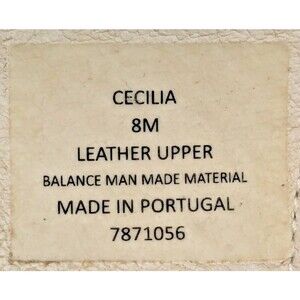 CECILIA
8M
LEATHER UPPER
BALANCE MAN MADE MATERIAL
MADE IN PORTUGAL
7871056